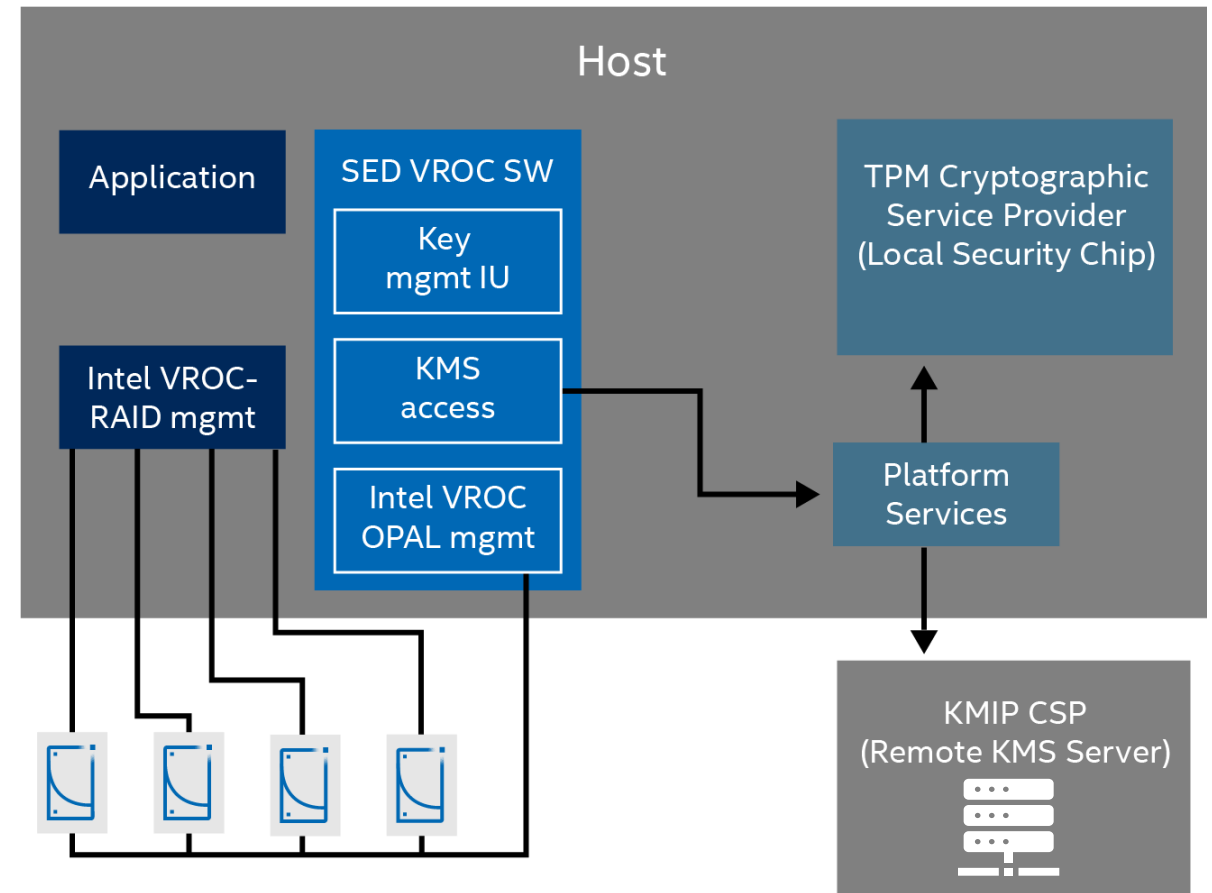 Host
Application
SED VROC SW
Key
mgmt IU
KMS
access
Intel VROC
OPAL mgmt
Intel VROC-
RAID mgmt
TPM Cryptographic
Service Provider
(Local Security Chip)
Platform
Services
KMIP CSP
(Remote KMS Server)